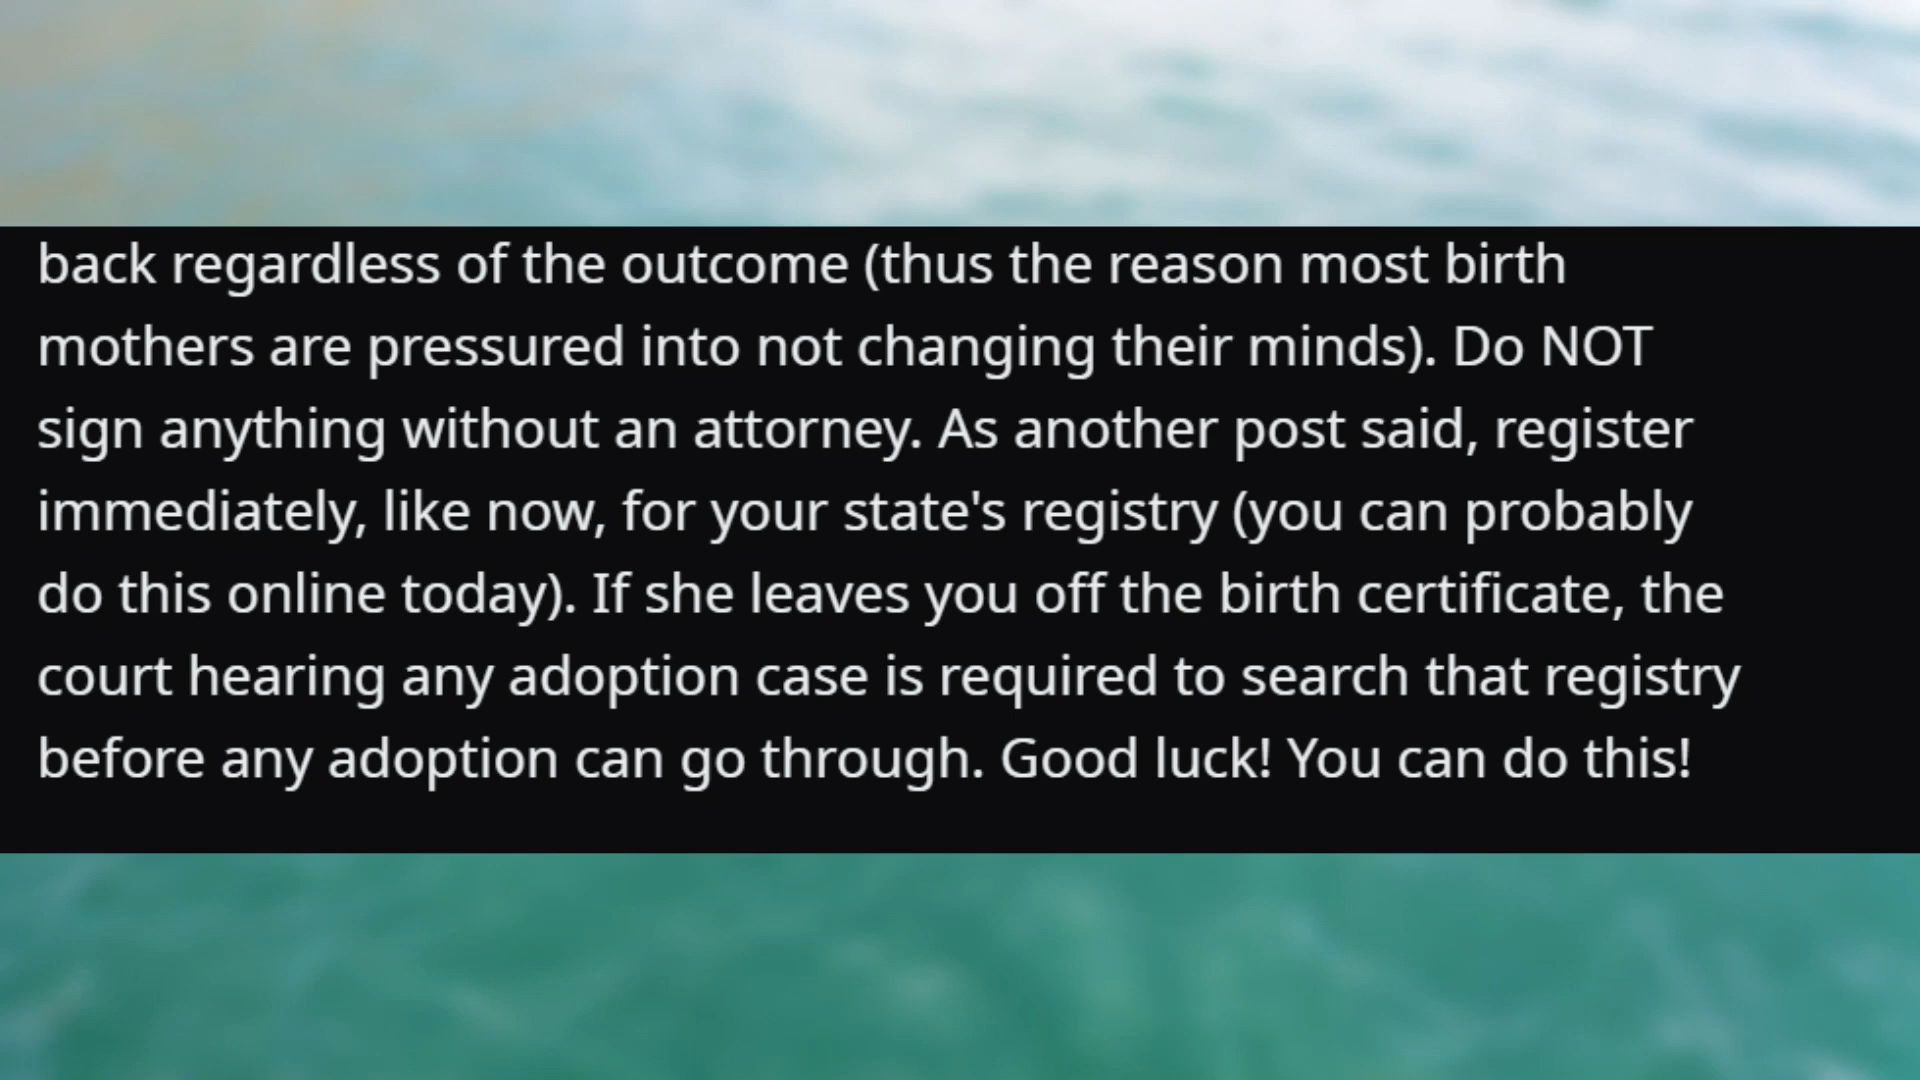 back regardless of the outcome (thus the reason most birth
mothers are pressured into not changing their minds). Do NOT
sign anything without an attorney. As another post said, register
immediately, like now, for your state's registry (you can probably
do this online today). If she leaves you off the birth certificate, the
court hearing any adoption case is required to search that registry
before any adoption can go through. Good luck! You can do this!